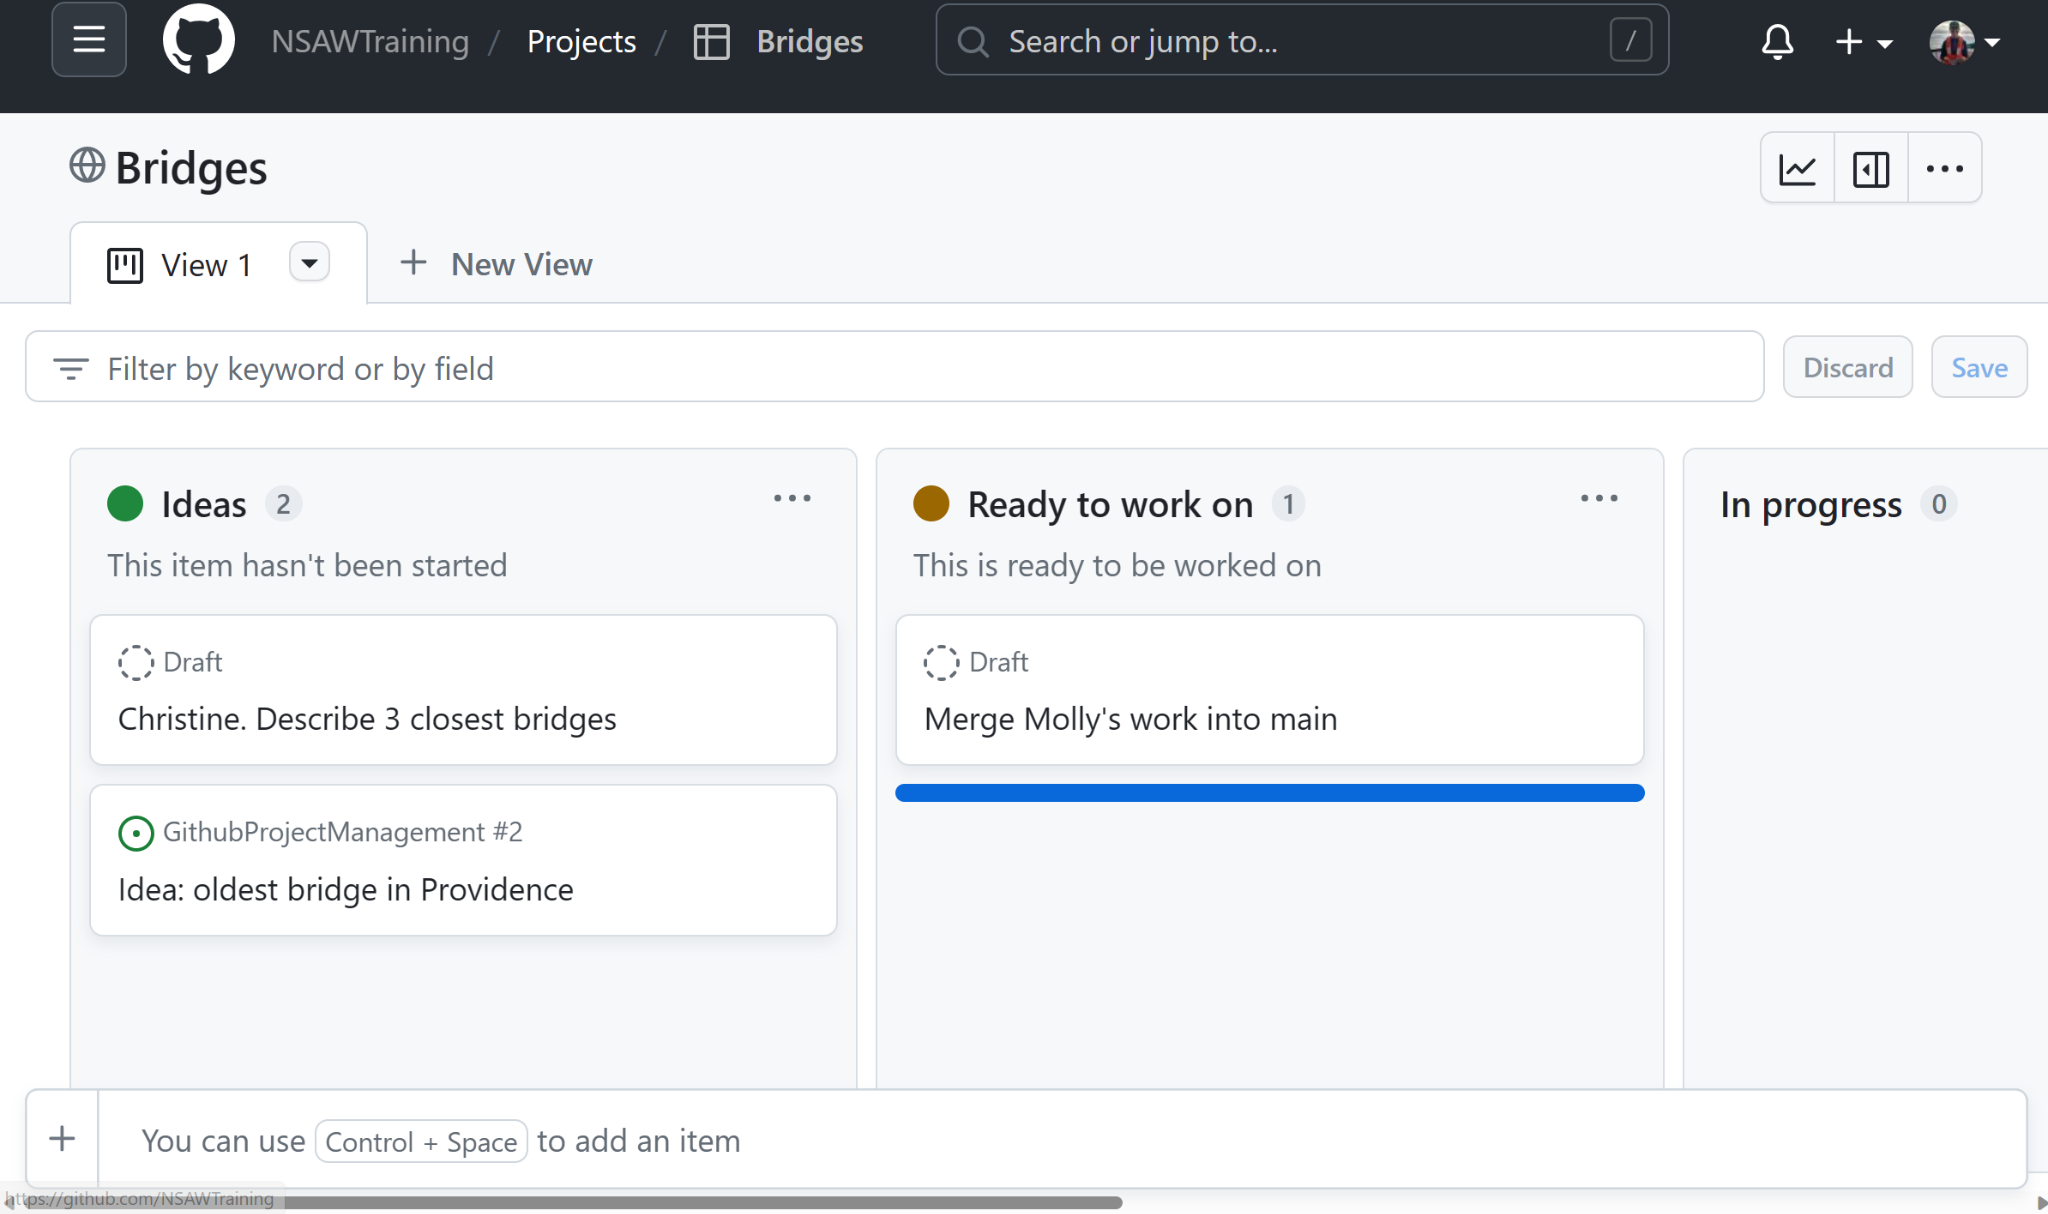 NSAWTraining / Projects / Bridges Search or jump to... /
Bridges
View 1 New View
Filter by keyword or by field Discard Save
Ideas 2
This item hasn't been started
Draft
Christine. Describe 3 closest bridges
GithubProjectManagement #2
Idea: oldest bridge in Providence
Ready to work on 1
This is ready to be worked on
Draft
Merge Molly's work into main
In progress 0
You can use Control + Space to add an item
https://github.com/NSAWTraining